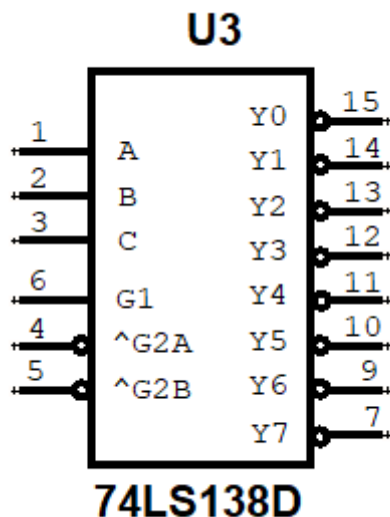 U3
Y0 15
1 A
Y1 14
2 B
Y2 13
3 C
Y3 12
6 G1
Y4 11
4 ^G2A
Y5 10
5 ^G2B
Y6 9
Y7 7
74LS138D